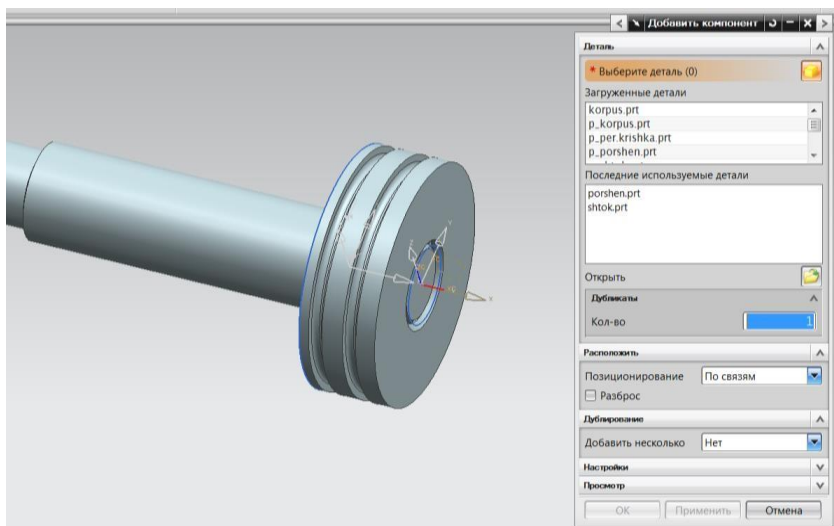 Добавить компонент
Деталь
* Выберите деталь (0)
Загруженные детали
korpus.prt
p_korpus.prt
p_per.krishka.prt
p_porshen.prt
Последние используемые детали
porshen.prt
shtok.prt
Открыть
Дубликаты
Кол-во 1
Расположить
Позиционирование По связям
Разброс
Дублирование
Добавить несколько Нет
Настройки
Просмотр
OK Применить Отмена